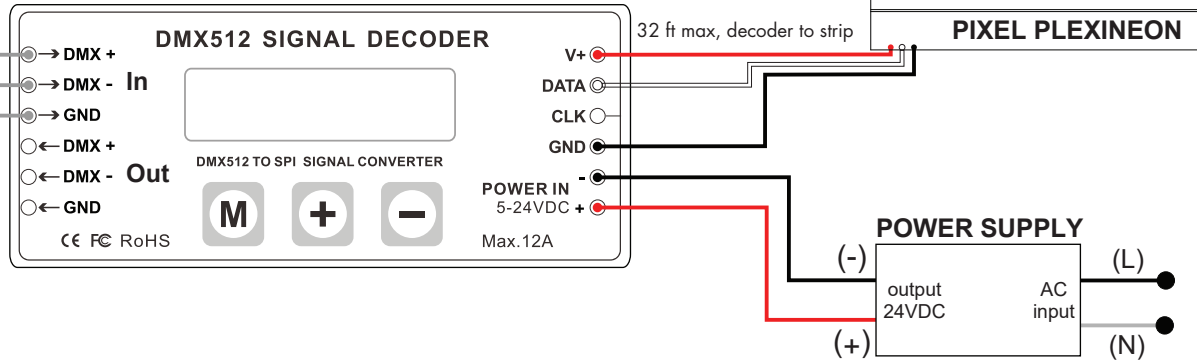 DMX512 SIGNAL DECODER
DMX +
DMX - In
GND
DMX +
DMX - Out
GND
CE FC RoHS
DMX512 TO SPI SIGNAL CONVERTER
M + -
V+
DATA
CLK
GND
-
POWER IN
5-24VDC +
Max.12A
32 ft max, decoder to strip
PIXEL PLEXINEON
POWER SUPPLY
(-)
(+)
output
24VDC
AC
input
(L)
(N)